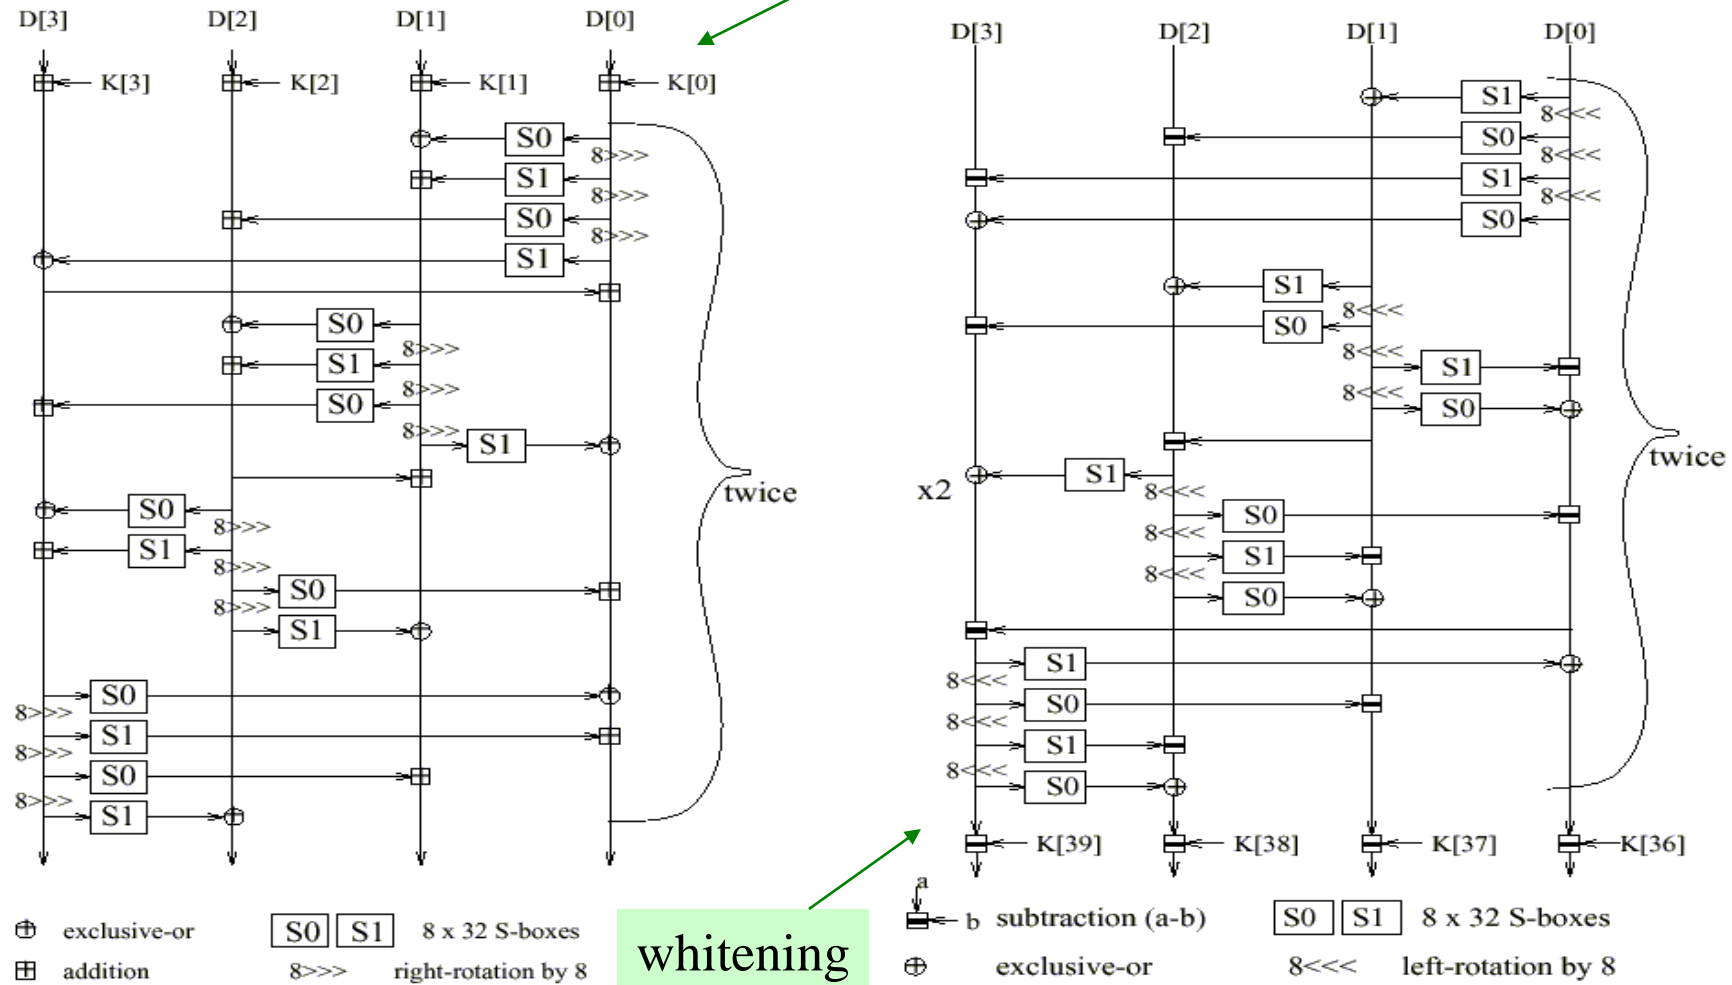 D[3] D[2] D[1] D[0]
K[3] K[2] K[1] K[0]
S0
8>>>
S1
8>>>
S0
8>>>
S1
S0
8>>>
S1
8>>>
S0
8>>>
S1
twice
S0
8>>>
S1
8>>>
S0
8>>>
S1
S0
8>>>
S1
8>>>
S0
8>>>
S1
exclusive-or S0 S1 8 x 32 S-boxes
addition 8>>> right-rotation by 8
whitening
D[3] D[2] D[1] D[0]
S1
8<<<
S0
8<<<
S1
8<<<
S0
S1
8<<<
S0
8<<<
S1
8<<<
S0
twice
x2
S1
8<<<
S0
8<<<
S1
8<<<
S0
S1
8<<<
S0
8<<<
S1
8<<<
S0
K[39] K[38] K[37] K[36]
a
b subtraction (a-b) S0 S1 8 x 32 S-boxes
exclusive-or 8<<< left-rotation by 8